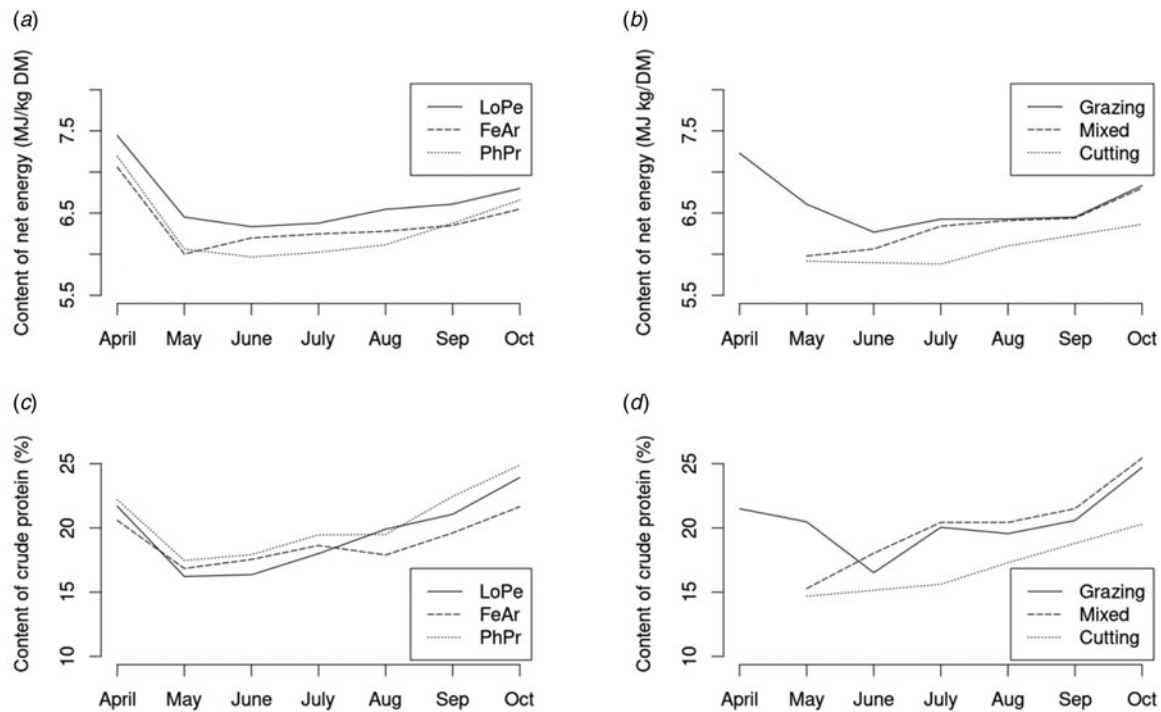 (a)
Content of net energy (MJ/kg DM)
7.5
6.5
5.5
LoPe
FeAr
PhPr
April May June July Aug Sep Oct
(b)
Content of net energy (MJ kg/DM)
7.5
6.5
5.5
Grazing
Mixed
Cutting
April May June July Aug Sep Oct
(c)
Content of crude protein (%)
25
20
15
10
LoPe
FeAr
PhPr
April May June July Aug Sep Oct
(d)
Content of crude protein (%)
25
20
15
10
Grazing
Mixed
Cutting
April May June July Aug Sep Oct